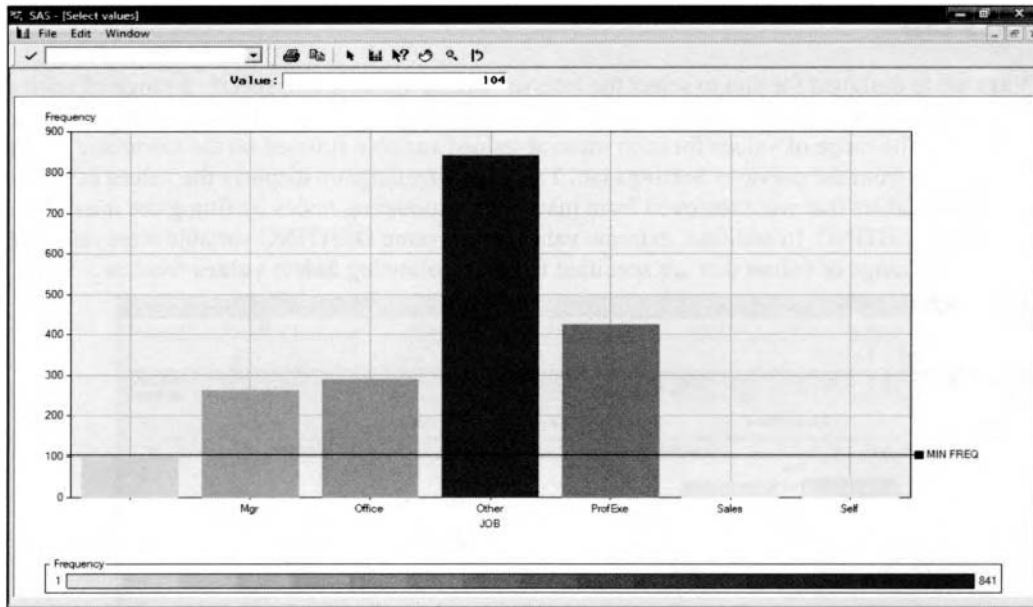 SAS - [Select values]
File Edit Window
Value: 104
Frequency
900
800
700
600
500
400
300
200
100
0
MIN FREQ
Mgr Office Other ProfExe Sales Self
JOB
Frequency
1 841